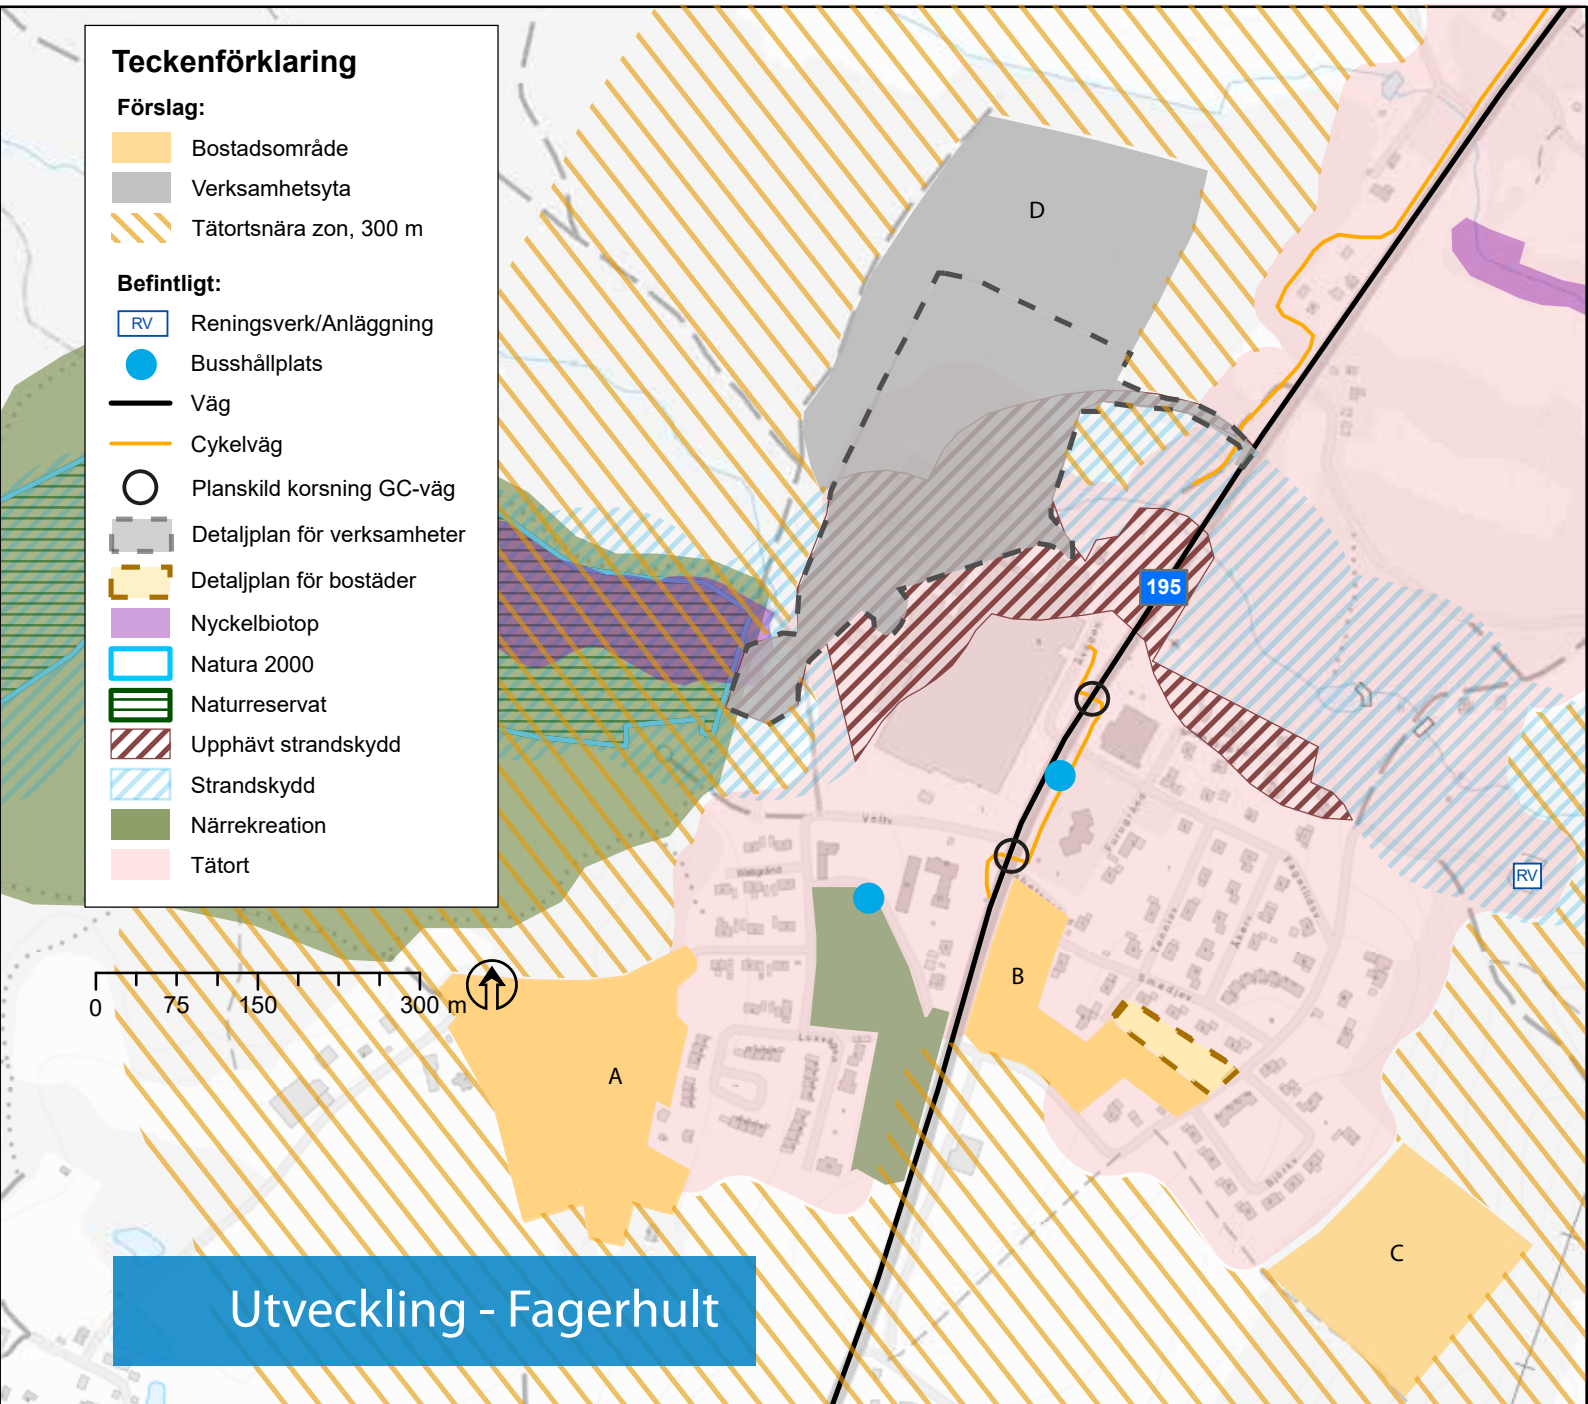 Teckenförklaring
Förslag:
Bostadsområde
Verksamhetsyta
Tätortsnära zon, 300 m
Befintligt:
RV Reningsverk/Anläggning
Busshållplats
Väg
Cykelväg
Planskild korsning GC-väg
Detaljplan för verksamheter
Detaljplan för bostäder
Nyckelbiotop
Natura 2000
Naturreservat
Upphävt strandskydd
Strandskydd
Närrekreation
Tätort
D
195
RV
B
A
C
0 75 150 300 m
Utveckling - Fagerhult